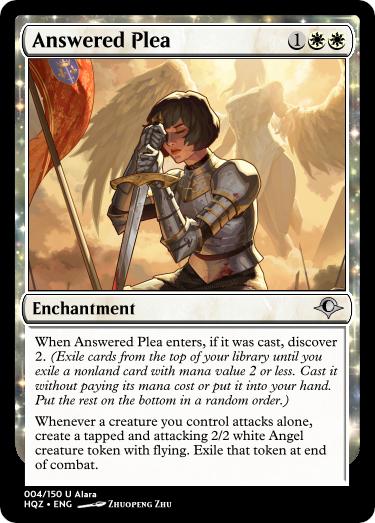 Answered Plea 1
Enchantment
When Answered Plea enters, if it was cast, discover
2. (Exile cards from the top of your library until you
exile a nonland card with mana value 2 or less. Cast it
without paying its mana cost or put it into your hand.
Put the rest on the bottom in a random order.)
Whenever a creature you control attacks alone,
create a tapped and attacking 2/2 white Angel
creature token with flying. Exile that token at end
of combat.
004/150 U Alara
HQZ • ENG Zhuopeng Zhu